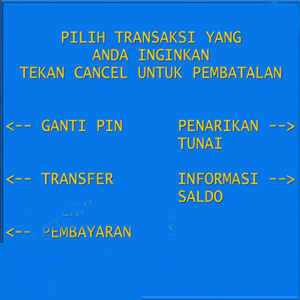 PILIH TRANSAKSI YANG
ANDA INGINKAN
TEKAN CANCEL UNTUK PEMBATALAN
<-- GANTI PIN PENARIKAN -->
TUNAI
<-- TRANSFER INFORMASI -->
SALDO
<-- PEMBAYARAN